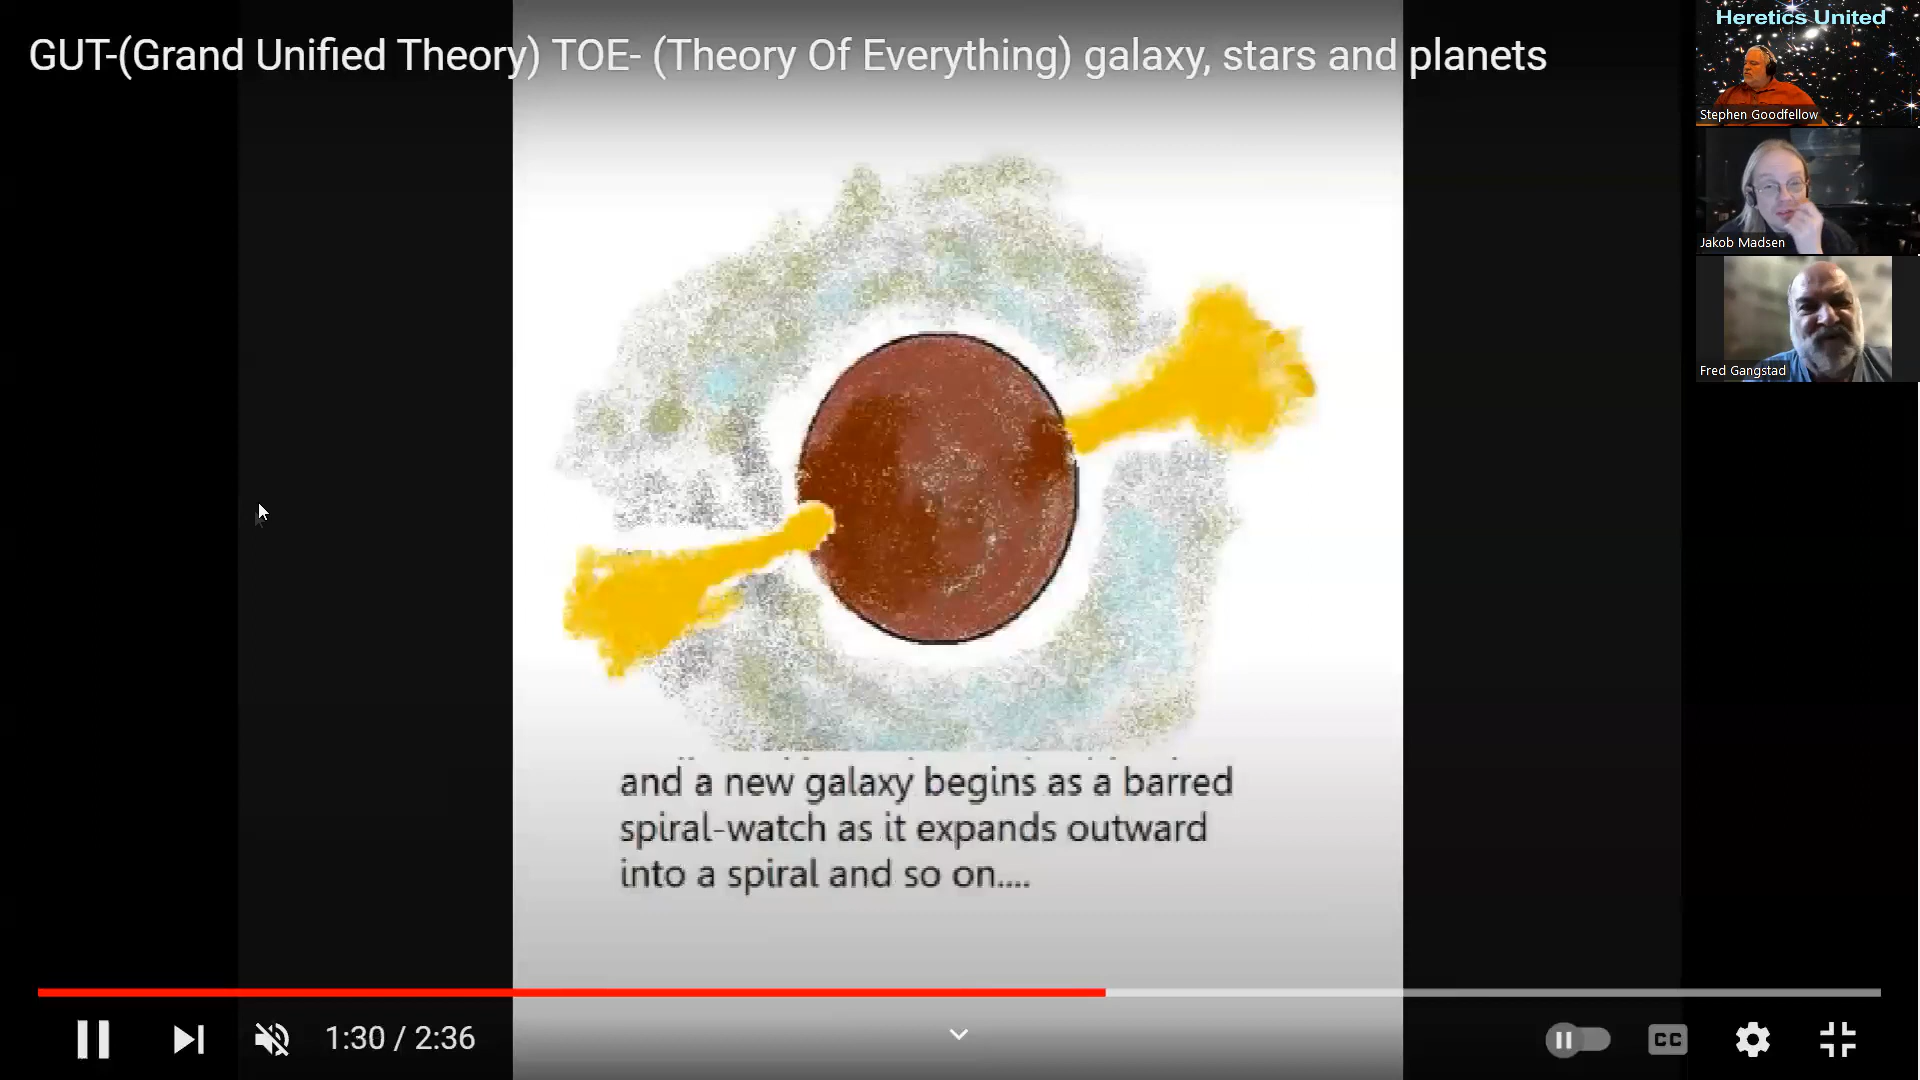 GUT-(Grand Unified Theory) TOE- (Theory Of Everything) galaxy, stars and planets
Heretics United
Stephen Goodfellow
Jakob Madsen
Fred Gangstad
and a new galaxy begins as a barred
spiral-watch as it expands outward
into a spiral and so on....
1:30 / 2:36
CC